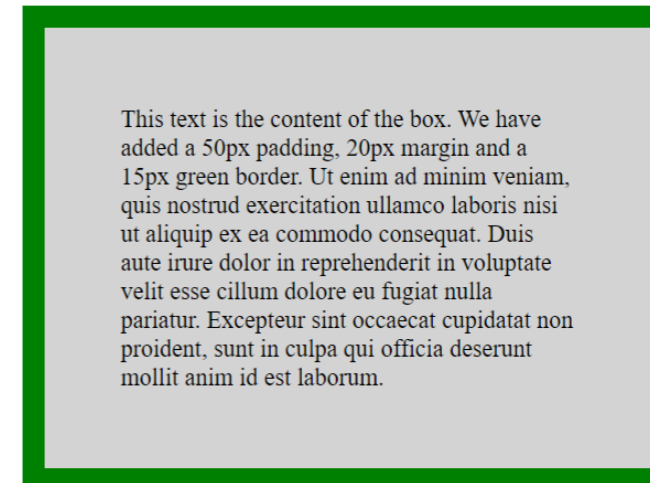 This text is the content of the box. We have
added a 50px padding, 20px margin and a
15px green border. Ut enim ad minim veniam,
quis nostrud exercitation ullamco laboris nisi
ut aliquip ex ea commodo consequat. Duis
aute irure dolor in reprehenderit in voluptate
velit esse cillum dolore eu fugiat nulla
pariatur. Excepteur sint occaecat cupidatat non
proident, sunt in culpa qui officia deserunt
mollit anim id est laborum.